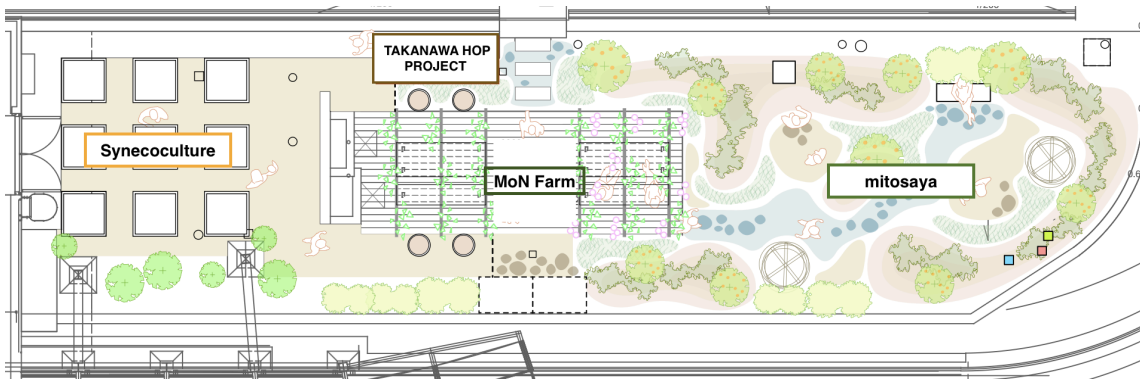 TAKANAWA HOP
PROJECT
Synecoculture
MoN Farm
mitosaya